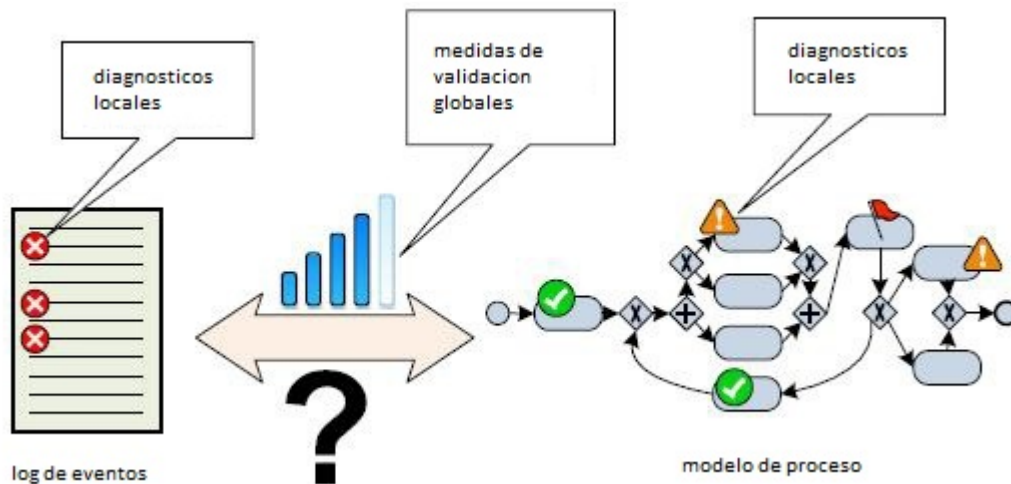 diagnosticos
locales
medidas de
validacion
globales
diagnosticos
locales
?
log de eventos
modelo de proceso